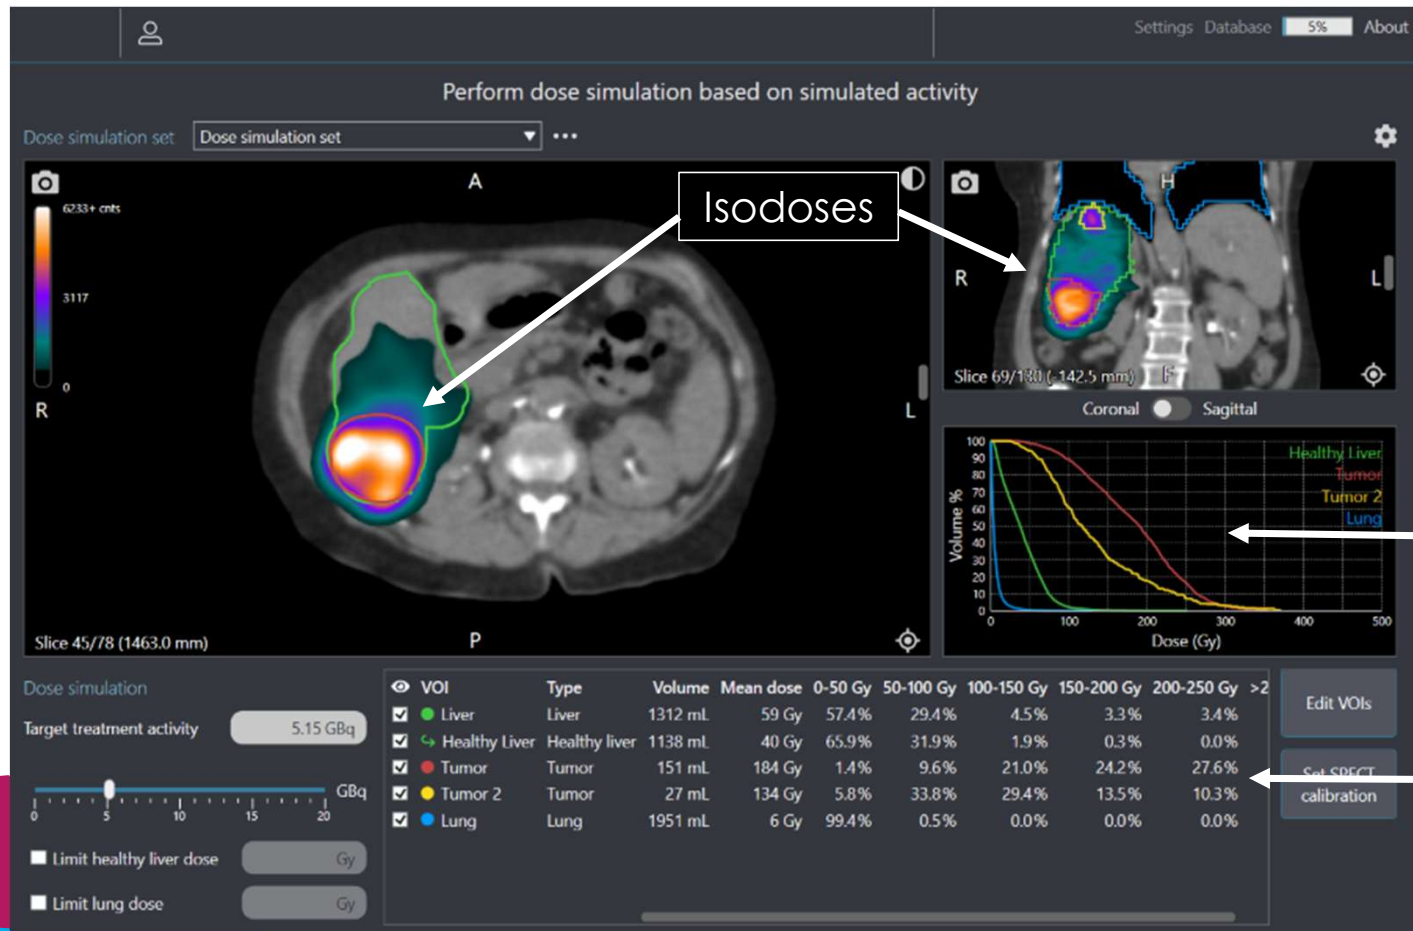 Settings Database 5% About
Perform dose simulation based on simulated activity
Dose simulation set Dose simulation set
6233+ cnts
3117
0
A
R
L
P
Slice 45/78 (1463.0 mm)
Isodoses
H
R
L
F
Slice 69/130 (-142.5 mm)
Coronal Sagittal
Volume %
100
90
80
70
60
50
40
30
20
10
0
0 100 200 300 400 500
Dose (Gy)
Healthy Liver
Tumor
Tumor 2
Lung
Dose simulation
Target treatment activity 5.15 GBq
GBq
0 5 10 15 20
Limit healthy liver dose Gy
Limit lung dose Gy
VOI Type Volume Mean dose 0-50 Gy 50-100 Gy 100-150 Gy 150-200 Gy 200-250 Gy >2
Liver Liver 1312 mL 59 Gy 57.4% 29.4% 4.5% 3.3% 3.4%
Healthy Liver Healthy liver 1138 mL 40 Gy 65.9% 31.9% 1.9% 0.3% 0.0%
Tumor Tumor 151 mL 184 Gy 1.4% 9.6% 21.0% 24.2% 27.6%
Tumor 2 Tumor 27 mL 134 Gy 5.8% 33.8% 29.4% 13.5% 10.3%
Lung Lung 1951 mL 6 Gy 99.4% 0.5% 0.0% 0.0% 0.0%
Edit VOIs
Set SPECT
calibration